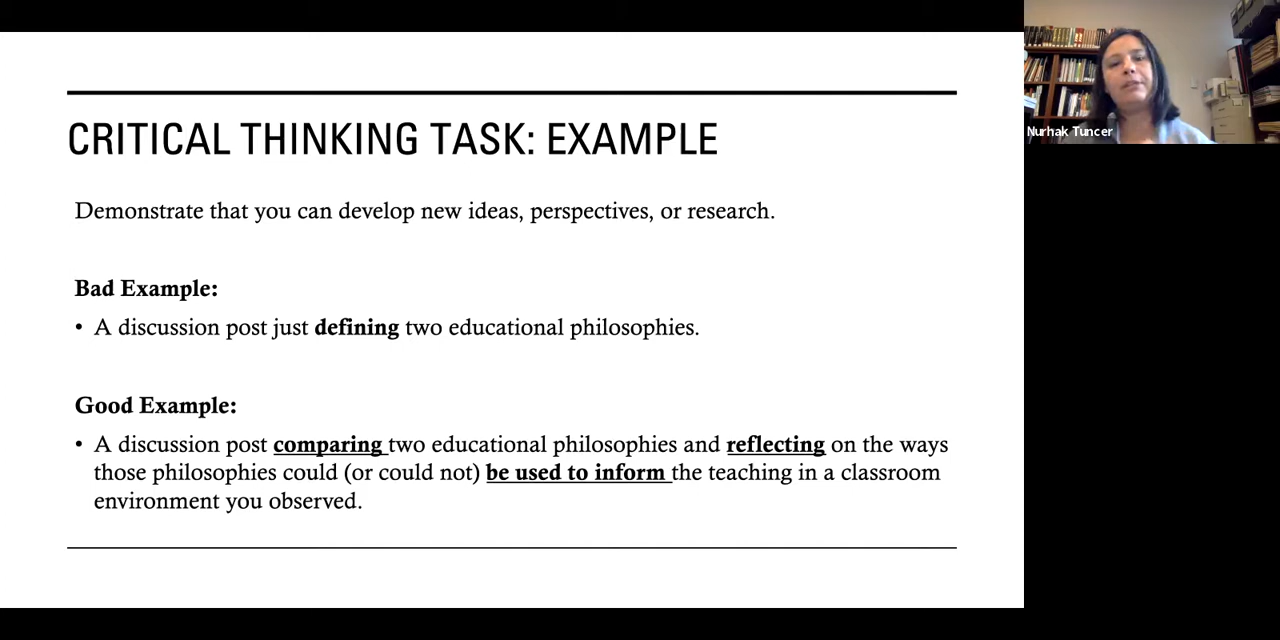 CRITICAL THINKING TASK: EXAMPLE
Demonstrate that you can develop new ideas, perspectives, or research.
Bad Example:
• A discussion post just defining two educational philosophies.
Good Example:
• A discussion post comparing two educational philosophies and reflecting on the ways
those philosophies could (or could not) be used to inform the teaching in a classroom
environment you observed.
Nurhak Tuncer